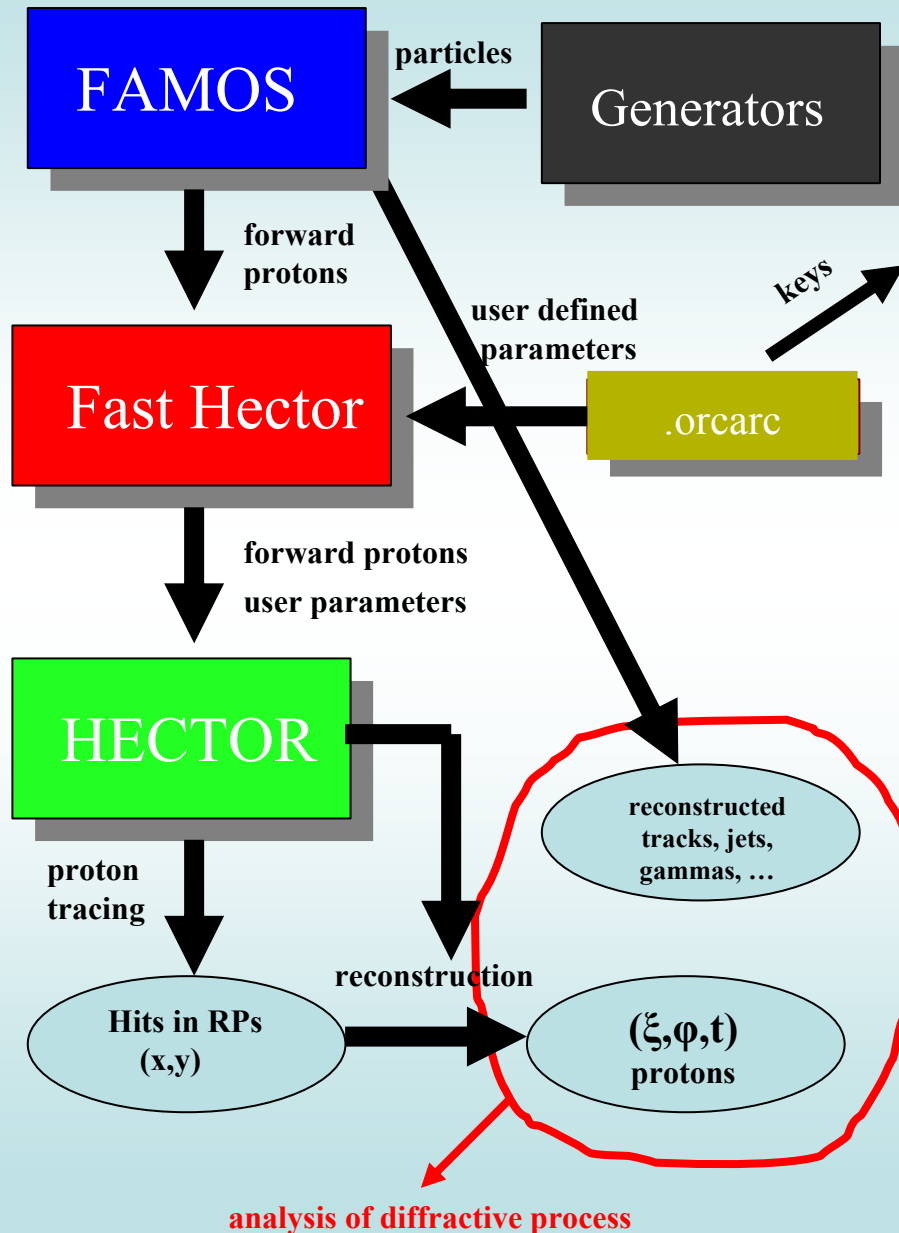 FAMOS
particles
Generators
forward
protons
keys
user defined
parameters
Fast Hector
.orcarc
forward protons
user parameters
HECTOR
reconstructed
tracks, jets,
gammas, …
proton
tracing
reconstruction
Hits in RPs
(x,y)
(ξ,φ,t)
protons
analysis of diffractive process